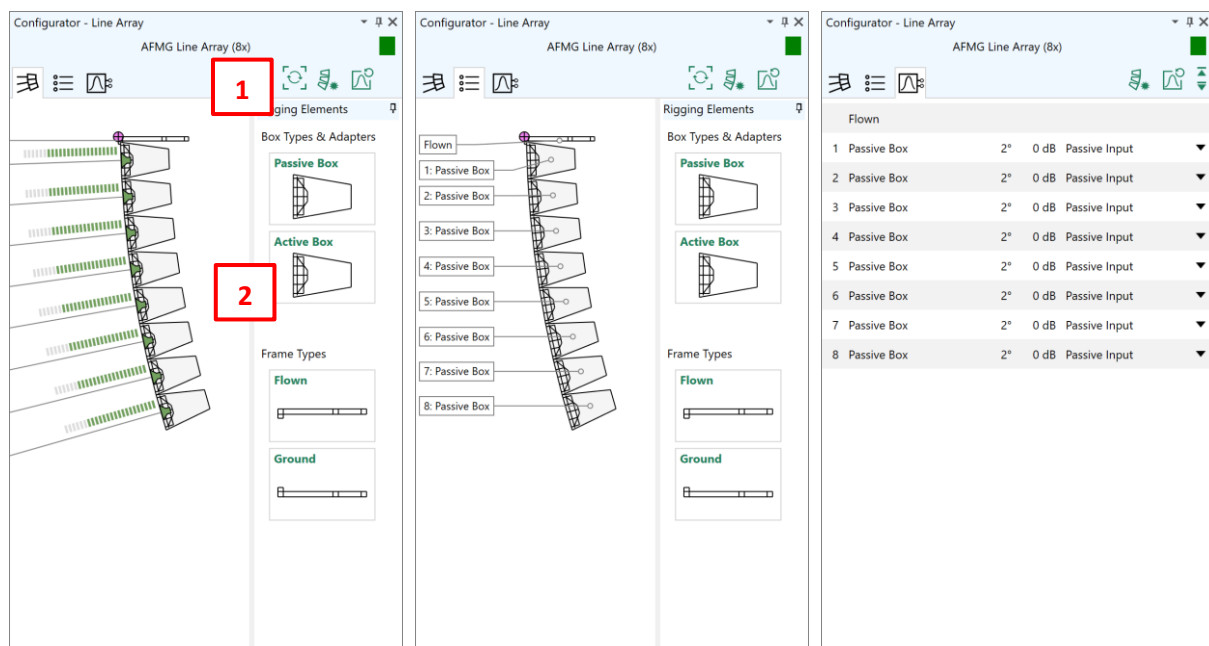 Configurator - Line Array
AFMG Line Array (8x)
1
gging Elements
Box Types & Adapters
Passive Box
Active Box
2
Frame Types
Flown
Ground
Configurator - Line Array
AFMG Line Array (8x)
Rigging Elements
Box Types & Adapters
Flown
1: Passive Box
2: Passive Box
3: Passive Box
4: Passive Box
5: Passive Box
6: Passive Box
7: Passive Box
8: Passive Box
Passive Box
Active Box
Frame Types
Flown
Ground
Configurator - Line Array
AFMG Line Array (8x)
Flown
1 Passive Box 2° 0 dB Passive Input
2 Passive Box 2° 0 dB Passive Input
3 Passive Box 2° 0 dB Passive Input
4 Passive Box 2° 0 dB Passive Input
5 Passive Box 2° 0 dB Passive Input
6 Passive Box 2° 0 dB Passive Input
7 Passive Box 2° 0 dB Passive Input
8 Passive Box 2° 0 dB Passive Input